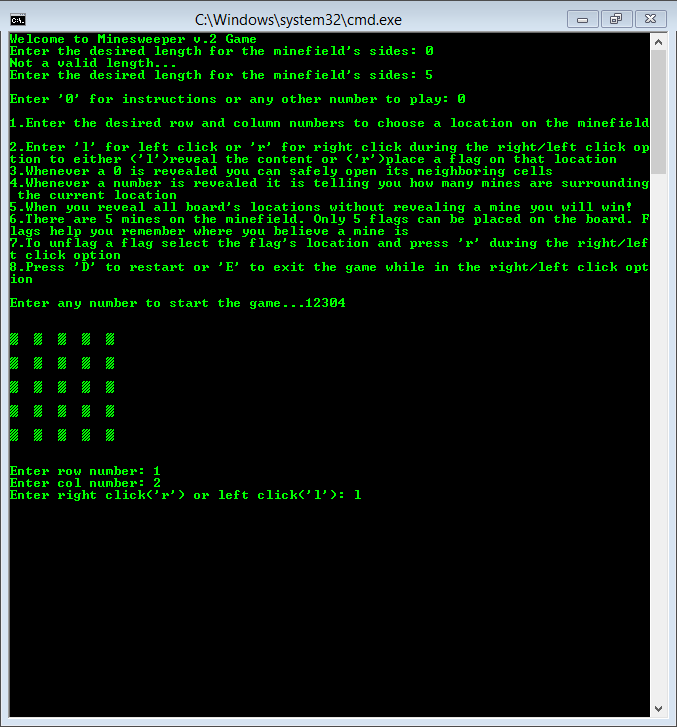 C:\Windows\system32\cmd.exe
Welcome to Minesweeper v.2 Game
Enter the desired length for the minefield's sides: 0
Not a valid length...
Enter the desired length for the minefield's sides: 5
Enter '0' for instructions or any other number to play: 0
1.Enter the desired row and column numbers to choose a location on the minefield
2.Enter 'l' for left click or 'r' for right click during the right/left click op
tion to either ('l')reveal the content or ('r')place a flag on that location
3.Whenever a 0 is revealed you can safely open its neighboring cells
4.Whenever a number is revealed it is telling you how many mines are surrounding
 the current location
5.When you reveal all board's locations without revealing a mine you will win!
6.There are 5 mines on the minefield. Only 5 flags can be placed on the board. F
lags help you remember where you believe a mine is
7.To unflag a flag select the flag's location and press 'r' during the right/lef
t click option
8.Press 'D' to restart or 'E' to exit the game while in the right/left click opt
ion
Enter any number to start the game...12304
Enter row number: 1
Enter col number: 2
Enter right click('r') or left click('l'): l